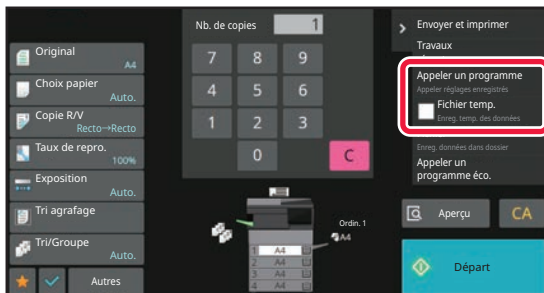 Nb. de copies 1
Original
A4
Choix papier
Auto.
Copie R/V
Recto→Recto
Taux de repro.
100%
Exposition
Auto.
Tri agrafage
Tri/Groupe
Auto.
Autres
7 8 9
4 5 6
1 2 3
0 C
Ordin. 1
A4
1 A4
2 A4
3 A4
4 A4
Envoyer et imprimer
Travaux
Appeler un programme
Appeler réglages enregistrés
Fichier temp.
Enreg. temp. des données
Enreg. données dans dossier
Appeler un
programme éco.
Aperçu CA
Départ